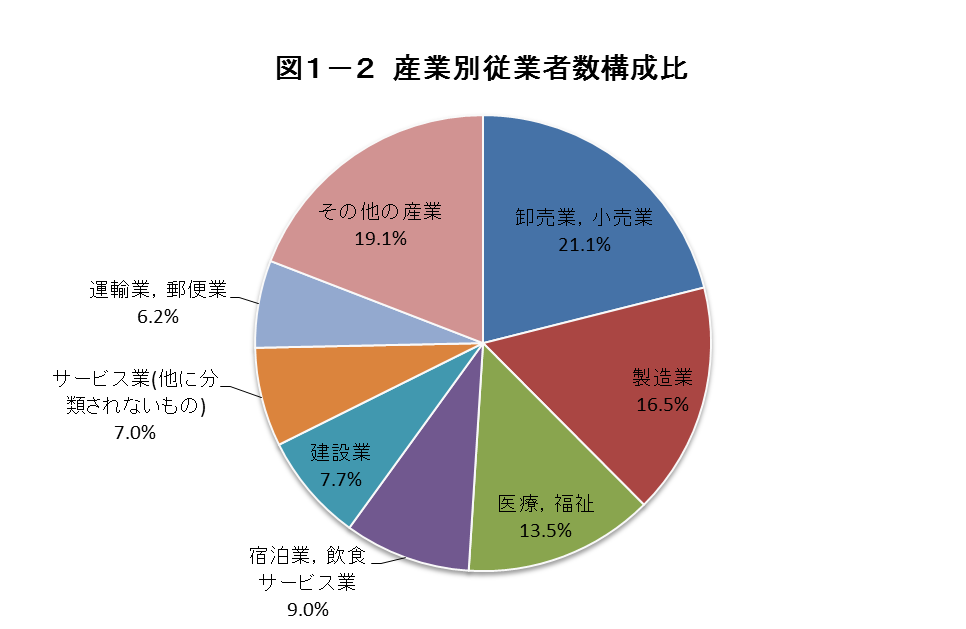 図１－２ 産業別従業者数構成比
卸売業，小売業
21.1%
製造業
16.5%
医療，福祉
13.5%
宿泊業，飲食
サービス業
9.0%
建設業
7.7%
サービス業(他に分
類されないもの)
7.0%
運輸業，郵便業
6.2%
その他の産業
19.1%